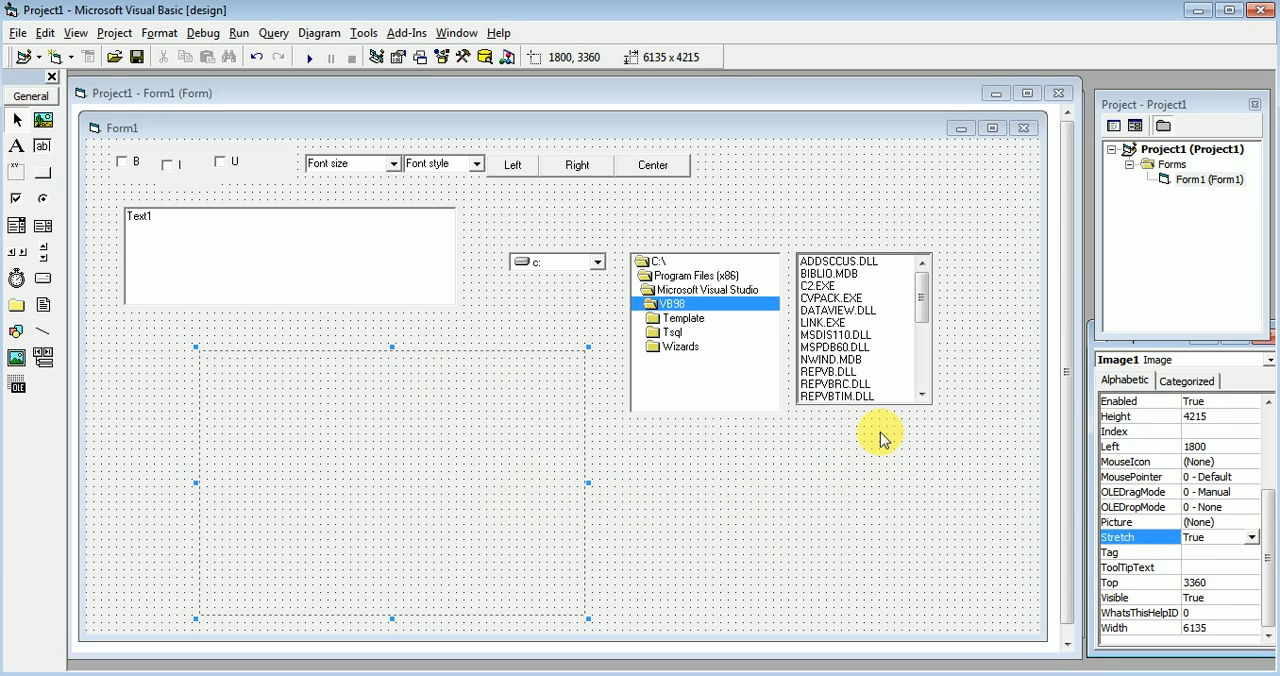 Project1 - Microsoft Visual Basic [design]
File Edit View Project Format Debug Run Query Diagram Tools Add-Ins Window Help
1800, 3360 6135 x 4215
General
Project1 - Form1 (Form)
Form1
B I U Font size Font style Left Right Center
Text1
c:
C:\
Program Files (x86)
Microsoft Visual Studio
VB98
Template
Tsql
Wizards
ADDSCCUS.DLL
BIBLIO.MDB
C2.EXE
CVPACK.EXE
DATAVIEW.DLL
LINK.EXE
MSDIS110.DLL
MSPDB60.DLL
NWIND.MDB
REPVB.DLL
REPVBRC.DLL
REPVBTIM.DLL
A ab|
OLE
Project - Project1
Project1 (Project1)
Forms
Form1 (Form1)
Image1 Image
Alphabetic Categorized
Enabled True
Height 4215
Index
Left 1800
MouseIcon (None)
MousePointer 0 - Default
OLEDragMode 0 - Manual
OLEDropMode 0 - None
Picture (None)
Stretch True
Tag
ToolTipText
Top 3360
Visible True
WhatsThisHelpID 0
Width 6135